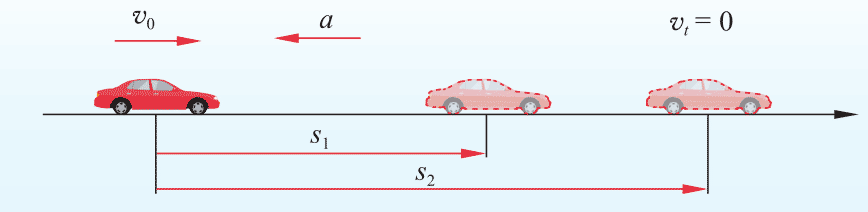 v₀
a
vₜ = 0
s₁
s₂